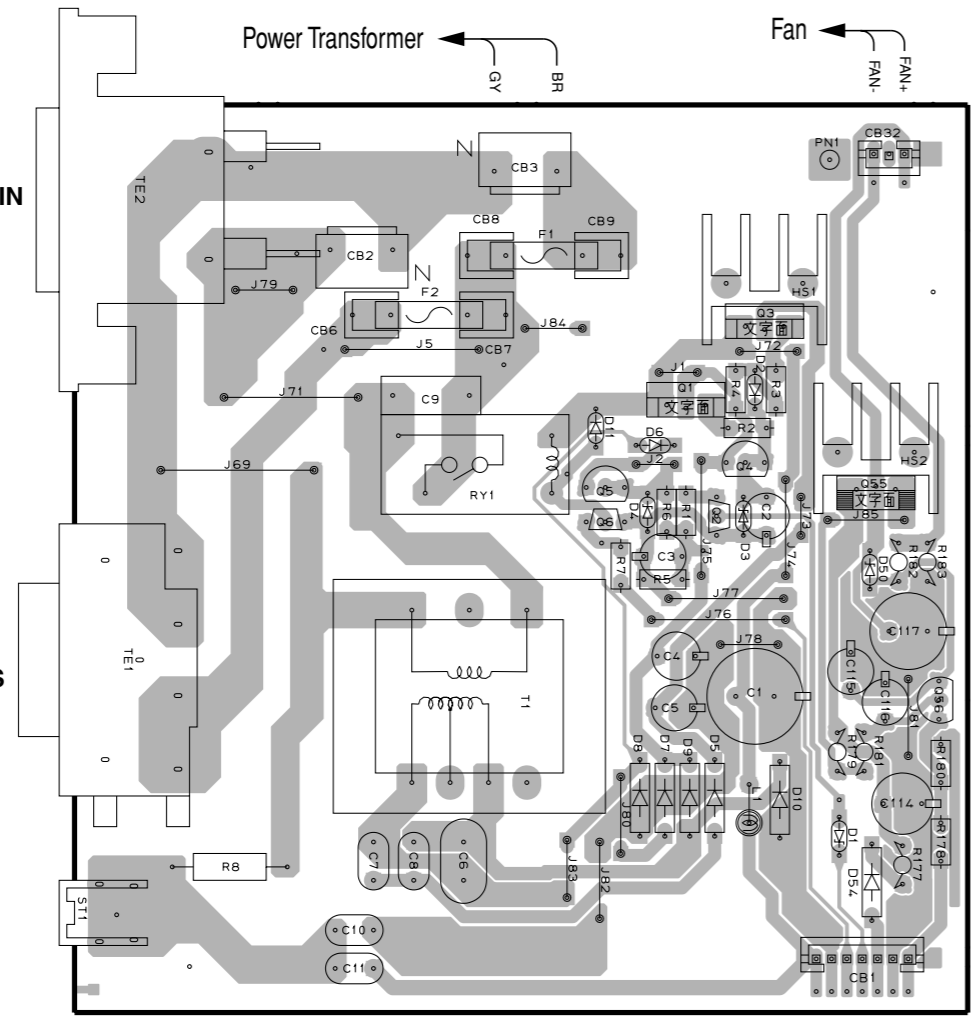 Power Transformer
Fan
GY
BR
FAN-
FAN+
IN
TE2
CB3
PN1
CB32
CB8
F1
CB9
CB2
J79
F2
CB6
J5
CB7
J84
HS1
Q3
文字面
J72
J71
C9
J1
Q1
文字面
R4
D2
R3
R2
D11
D6
J2
Q4
J69
RY1
Q5
Q6
D4
R6
R1
Q2
D3
C2
J73
HS2
Q55
文字面
J85
R7
C3
R5
J75
J74
D50
R182
R183
J77
J76
J78
C117
TE1
0
S
T1
C4
C5
C1
C115
C116
J81
Q56
D8
D7
D9
D5
J80
L1
D10
R179
R181
R180
C114
D1
R178
R177
D54
R8
C7
C8
C6
J83
J82
ST1
C10
C11
CB1